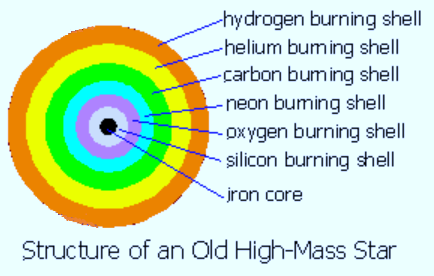 hydrogen burning shell
helium burning shell
carbon burning shell
neon burning shell
oxygen burning shell
silicon burning shell
iron core
Structure of an Old High-Mass Star